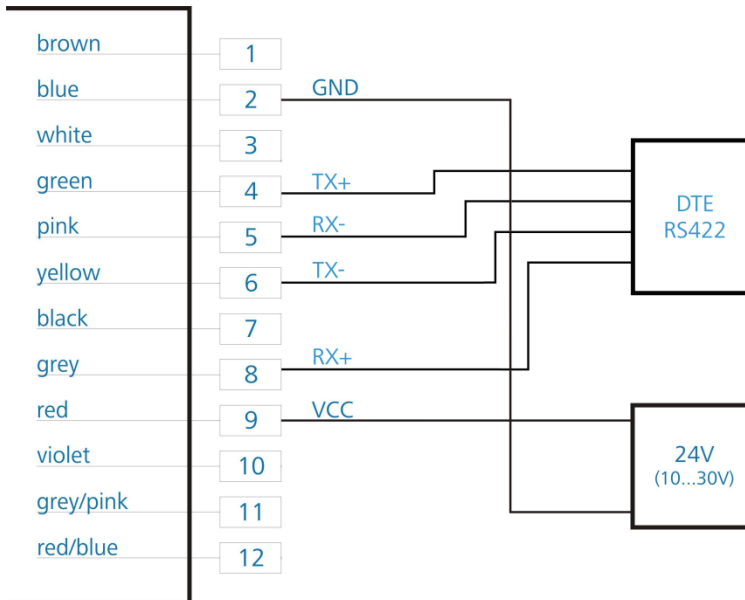 brown 1
blue 2 GND
white 3
green 4 TX+
pink 5 RX-
yellow 6 TX-
black 7
grey 8 RX+
red 9 VCC
violet 10
grey/pink 11
red/blue 12
DTE
RS422
24V
(10...30V)